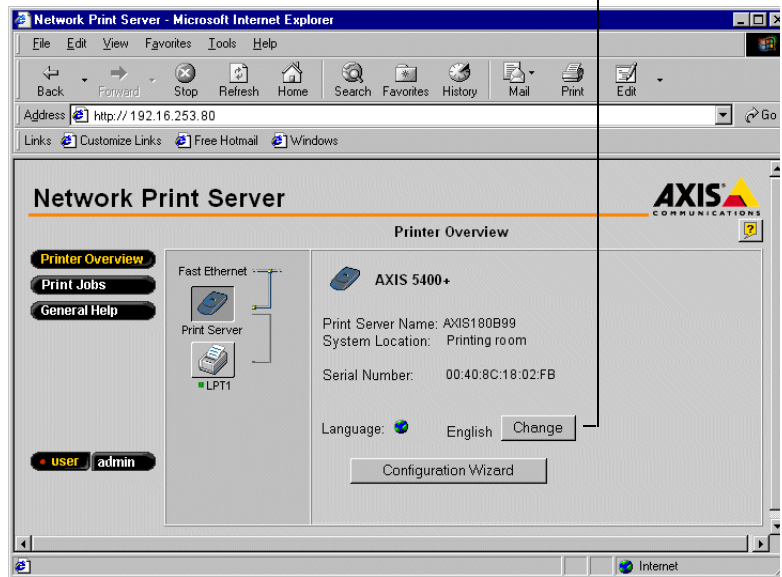 Network Print Server - Microsoft Internet Explorer
File Edit View Favorites Tools Help
Back Forward Stop Refresh Home Search Favorites History Mail Print Edit
Address http:// 192.16.253.80 Go
Links Customize Links Free Hotmail Windows
Network Print Server
AXIS
COMMUNICATIONS
Printer Overview
?
Printer Overview
Print Jobs
General Help
user admin
Fast Ethernet
Print Server
LPT1
AXIS 5400+
Print Server Name: AXIS180B99
System Location: Printing room
Serial Number: 00:40:8C:18:02:FB
Language: English Change
Configuration Wizard
Internet